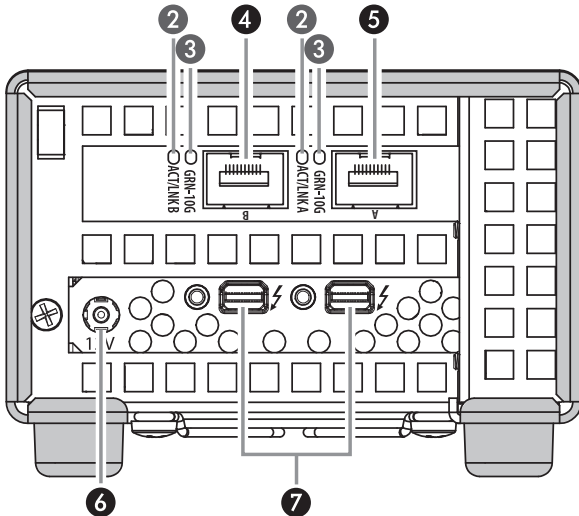 2 3 4 2 3 5
ACT/LNK B
GRN-10G
B
ACT/LNK A
GRN-10G
A
12V
6 7